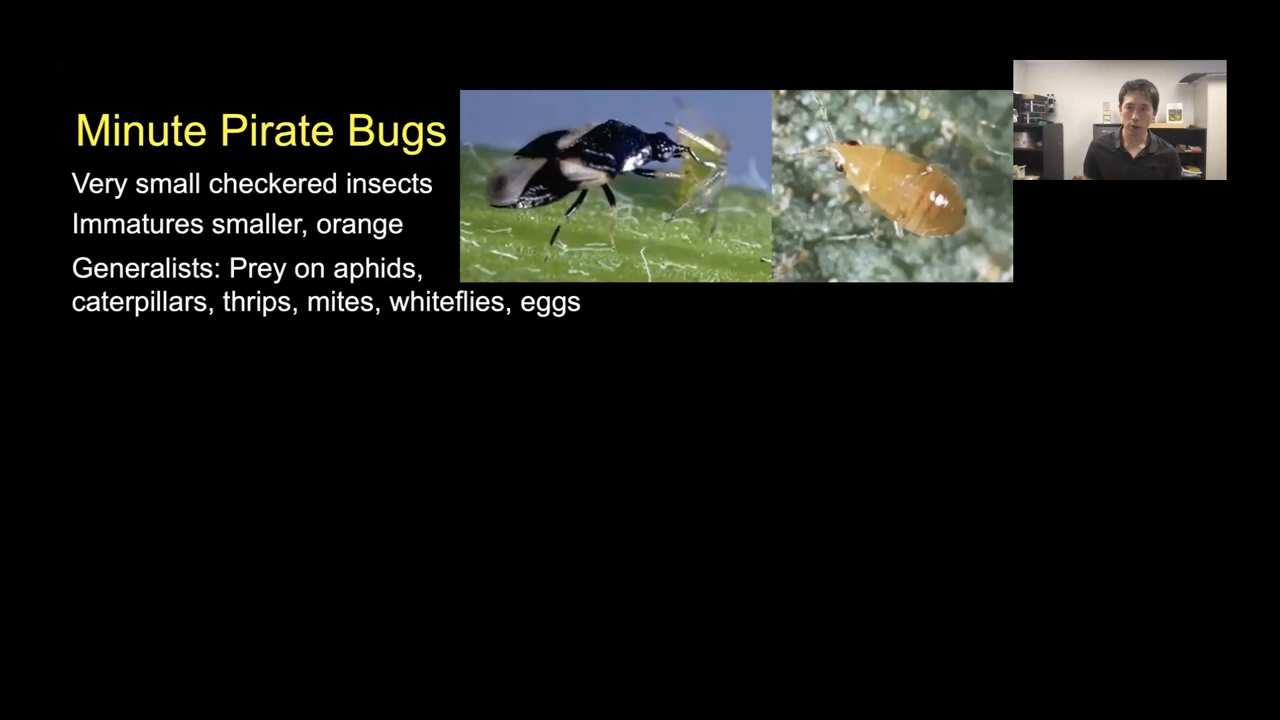 Minute Pirate Bugs
Very small checkered insects
Immatures smaller, orange
Generalists: Prey on aphids,
caterpillars, thrips, mites, whiteflies, eggs